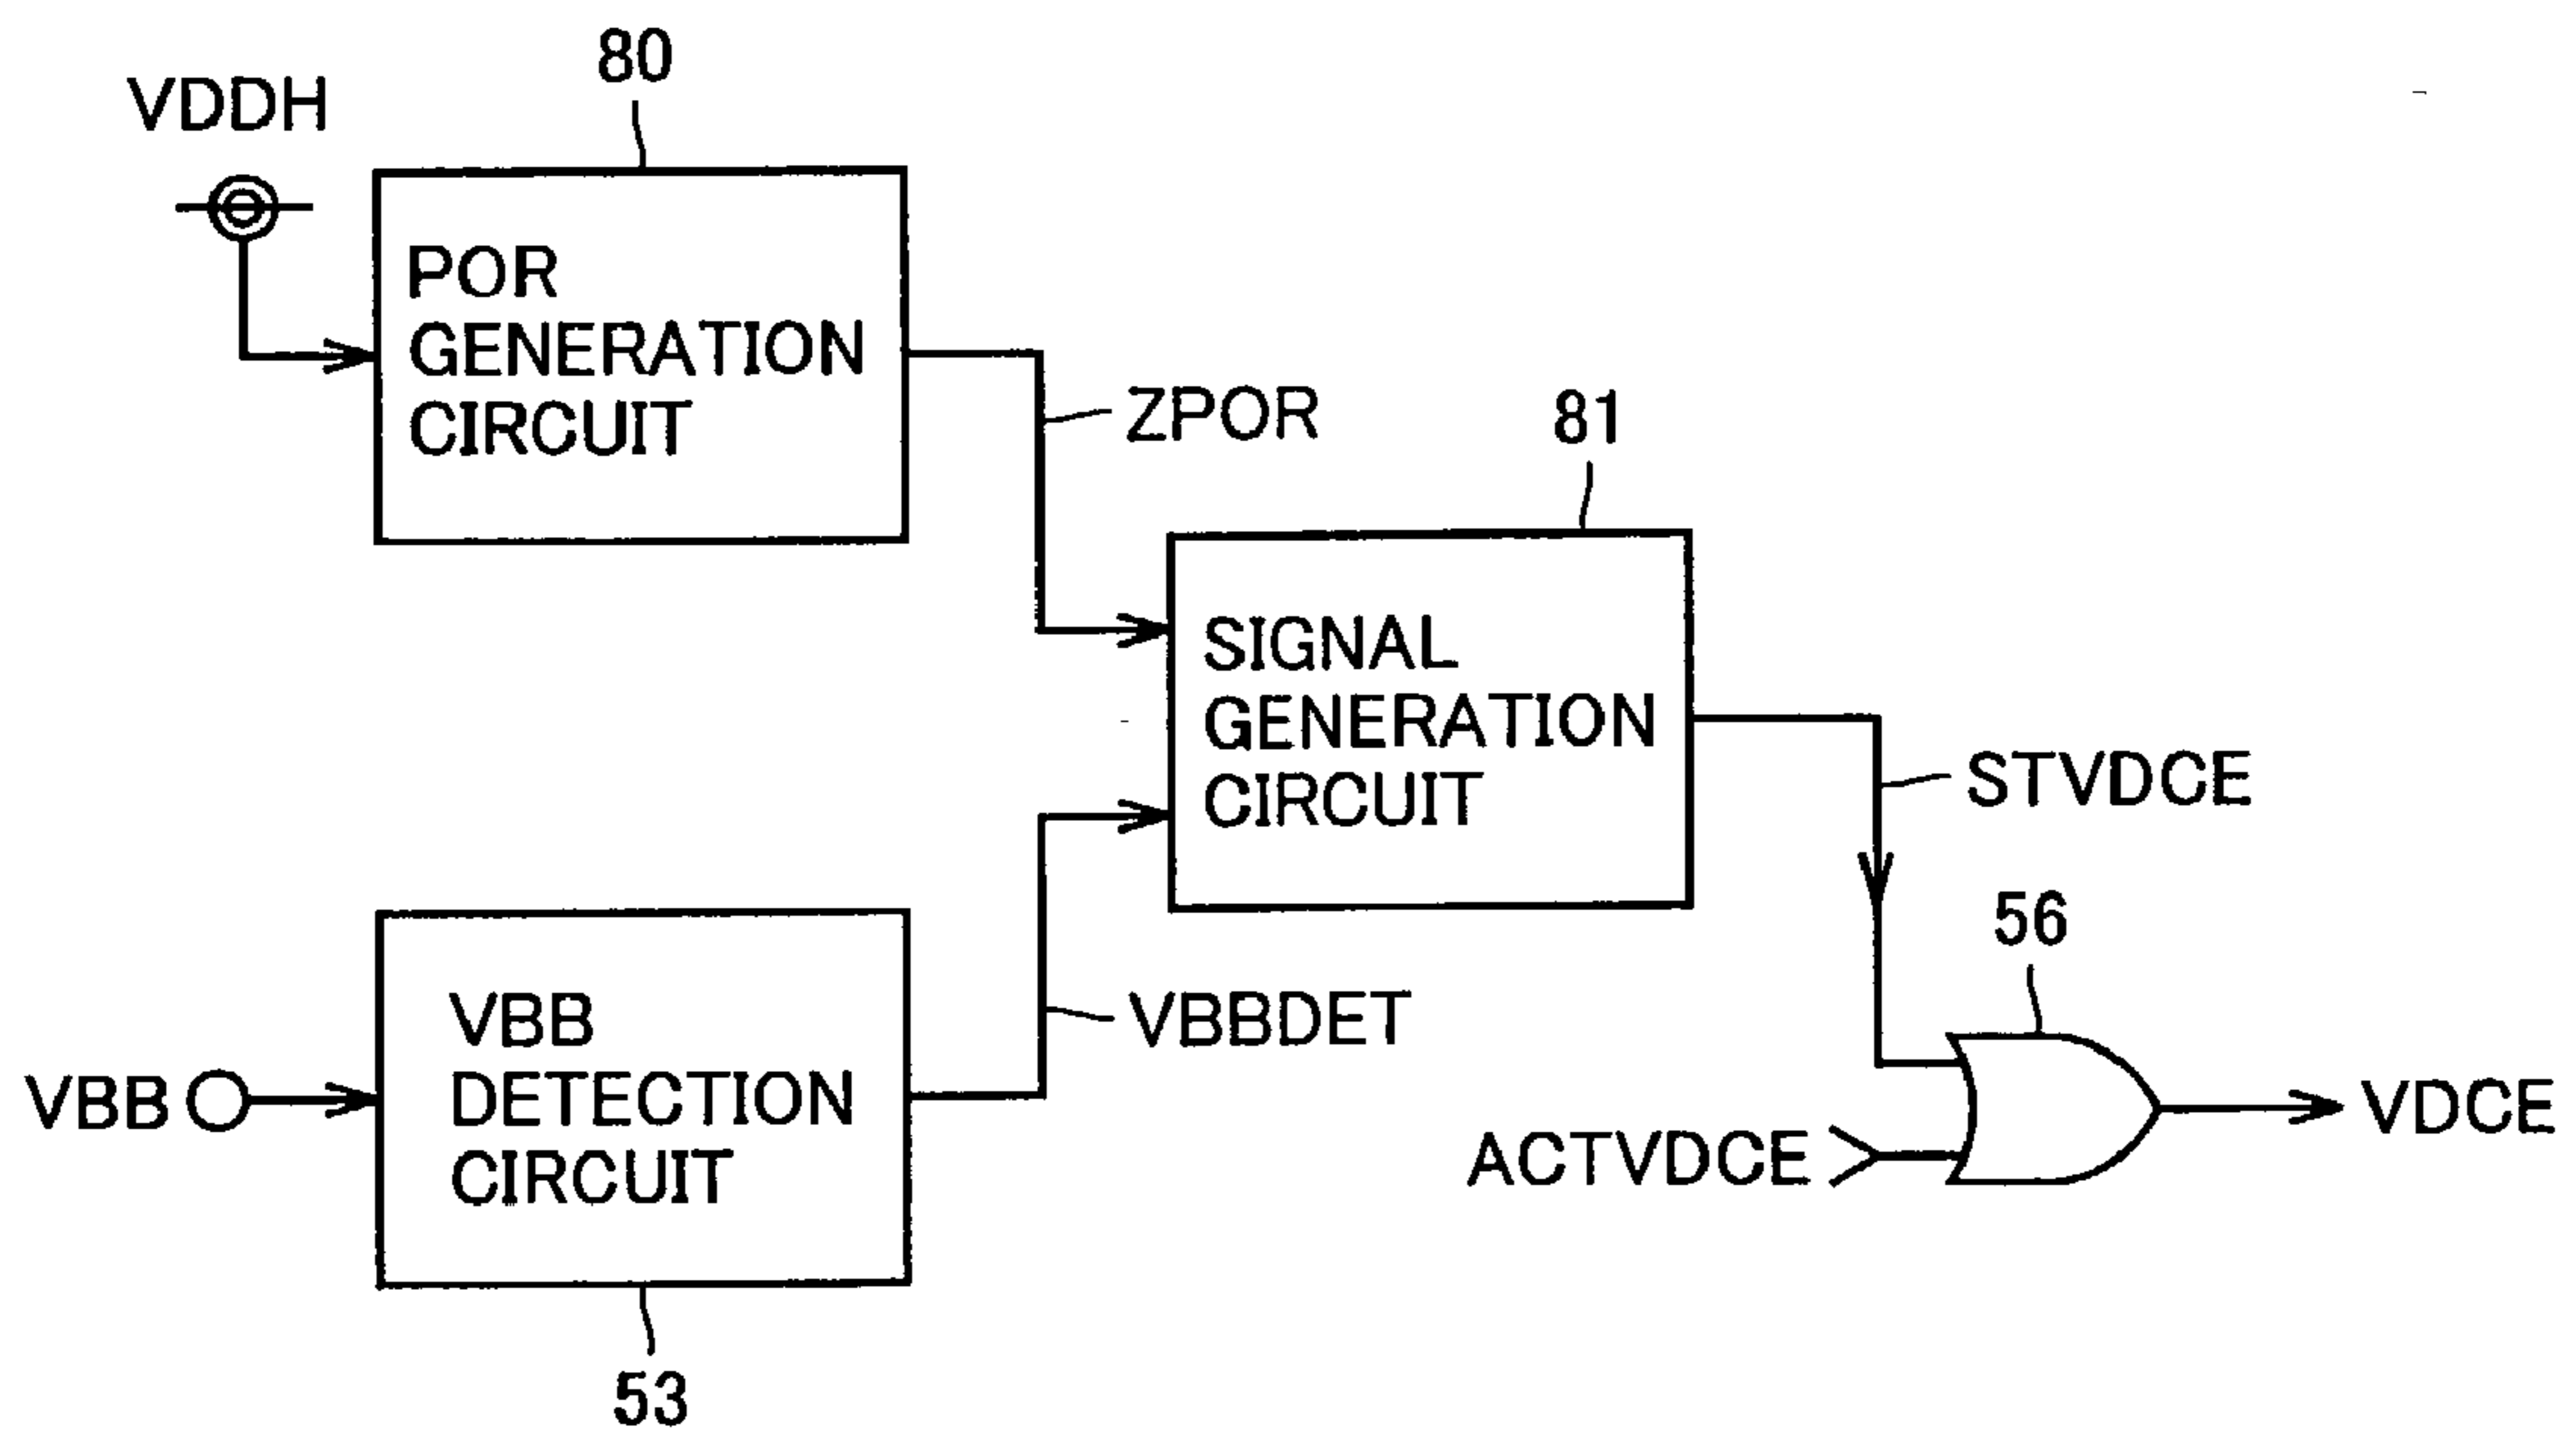 80
VDDH
POR
GENERATION
CIRCUIT
ZPOR
81
SIGNAL
GENERATION
CIRCUIT
STVDCE
56
VBB
DETECTION
CIRCUIT
VBBDET
VBB
ACTVDCE
VDCE
53